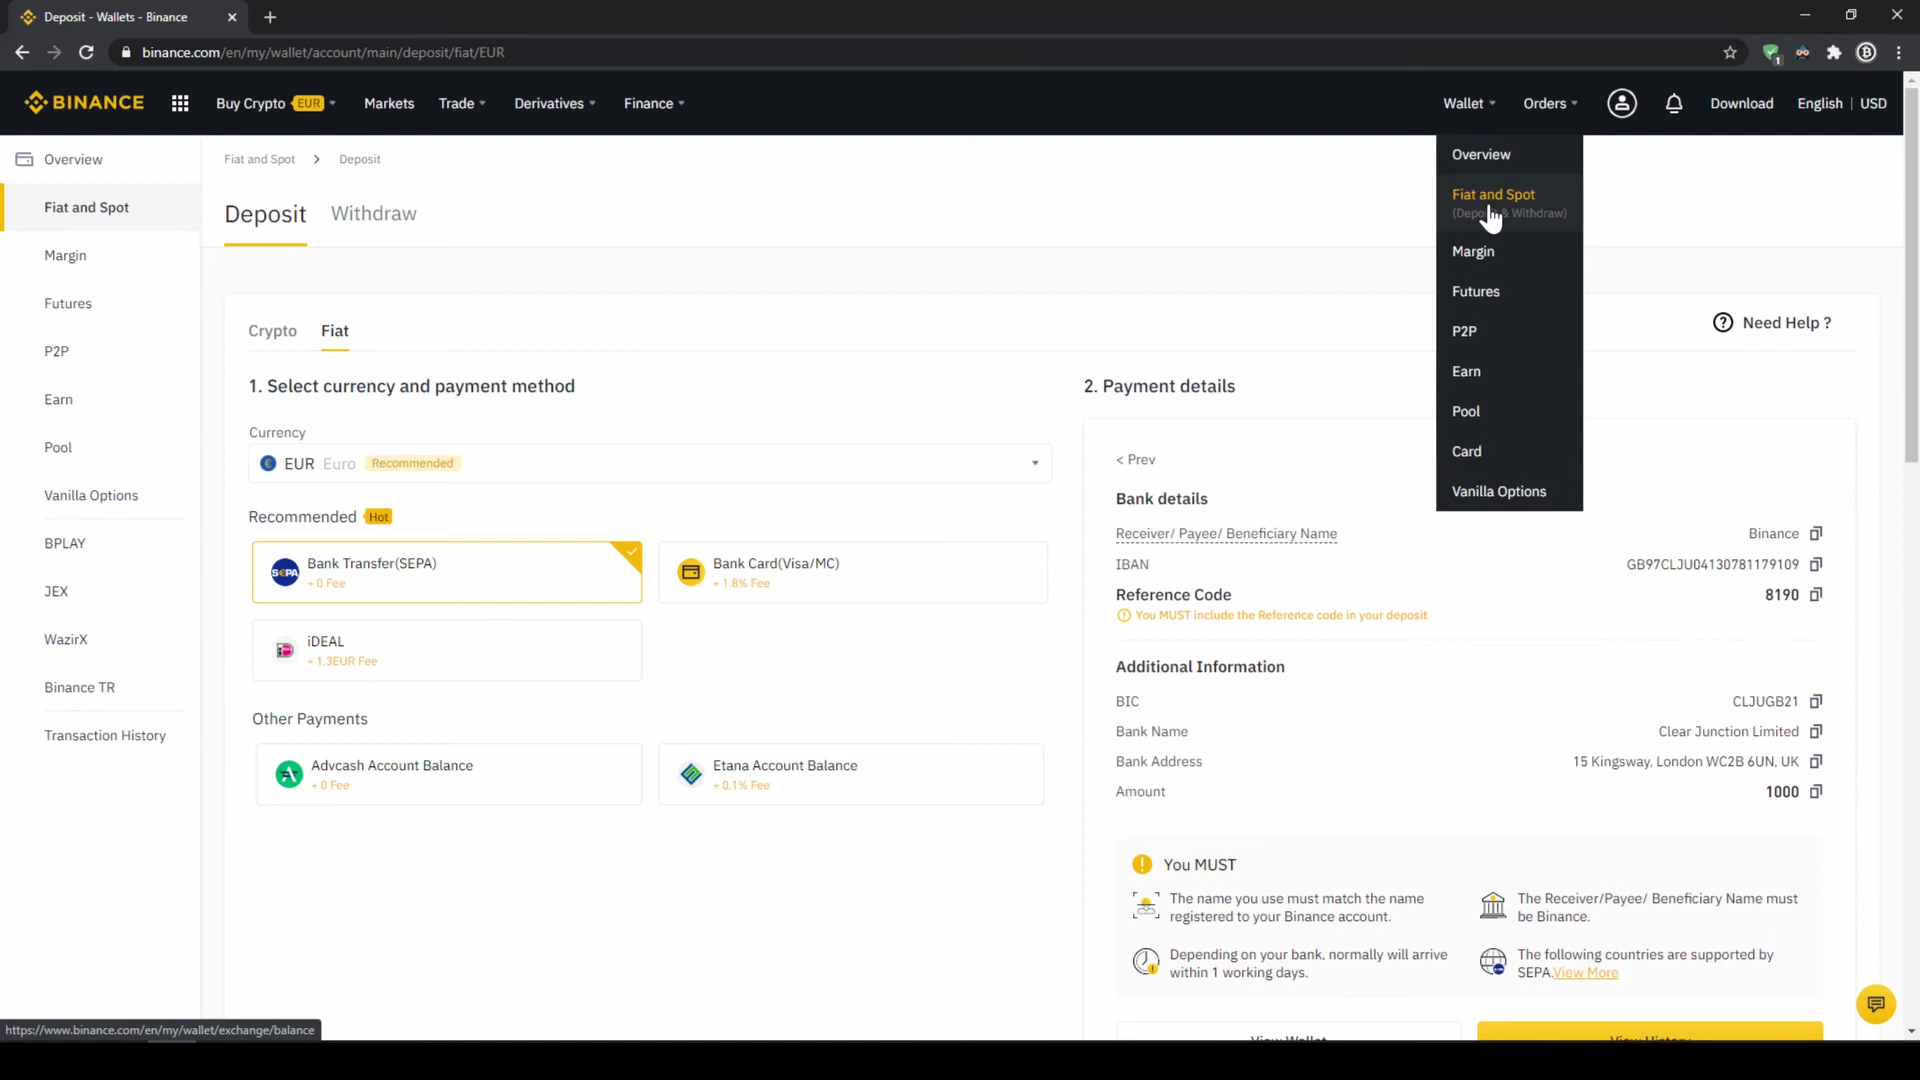 Deposit - Wallets - Binance
binance.com/en/my/wallet/account/main/deposit/fiat/EUR
1
BINANCE
Buy Crypto EUR
Markets
Trade
Derivatives
Finance
Wallet
Orders
Download
English | USD
Overview
Fiat and Spot
Margin
Futures
P2P
Earn
Pool
Vanilla Options
BPLAY
JEX
WazirX
Binance TR
Transaction History
Fiat and Spot > Deposit
Deposit Withdraw
Overview
Fiat and Spot
& Withdraw)
Margin
Futures
P2P
Earn
Pool
Card
Vanilla Options
Crypto Fiat
Need Help ?
1. Select currency and payment method
Currency
EUR Euro Recommended
Recommended Hot
SEPA
Bank Transfer(SEPA)
+ 0 Fee
Bank Card(Visa/MC)
+ 1.8% Fee
iDEAL
+ 1.3EUR Fee
Other Payments
Advcash Account Balance
+ 0 Fee
Etana Account Balance
+ 0.1% Fee
2. Payment details
< Prev
Bank details
Receiver/ Payee/ Beneficiary Name Binance
IBAN GB97CLJU04130781179109
Reference Code 8190
You MUST include the Reference code in your deposit
Additional Information
BIC CLJUGB21
Bank Name Clear Junction Limited
Bank Address 15 Kingsway, London WC2B 6UN, UK
Amount 1000
You MUST
The name you use must match the name
registered to your Binance account.
The Receiver/Payee/ Beneficiary Name must
be Binance.
Depending on your bank, normally will arrive
within 1 working days.
The following countries are supported by
SEPA.View More
View Wallet
View History
https://www.binance.com/en/my/wallet/exchange/balance